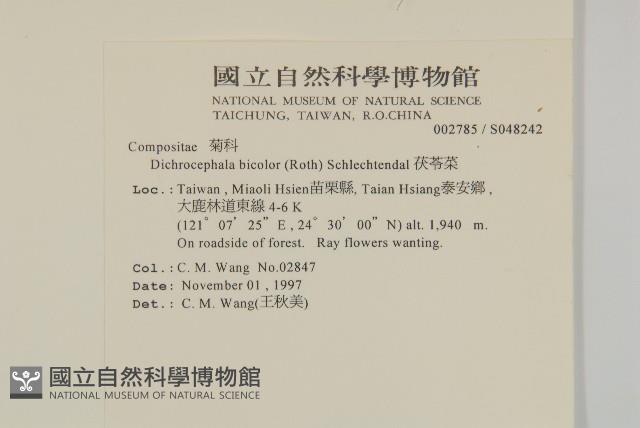 國立自然科學博物館
NATIONAL MUSEUM OF NATURAL SCIENCE
TAICHUNG, TAIWAN, R.O.CHINA
002785 / S048242
Compositae 菊科
Dichrocephala bicolor (Roth) Schlechtendal 茯苓菜
Loc.: Taiwan , Miaoli Hsien苗栗縣, Taian Hsiang泰安鄉 ,
大鹿林道東線 4-6 K
(121° 07’ 25” E , 24° 30’ 00” N) alt. 1,940 m.
On roadside of forest. Ray flowers wanting.
Col.: C. M. Wang No.02847
Date: November 01 , 1997
Det.: C. M. Wang(王秋美)
國立自然科學博物館
NATIONAL MUSEUM OF NATURAL SCIENCE